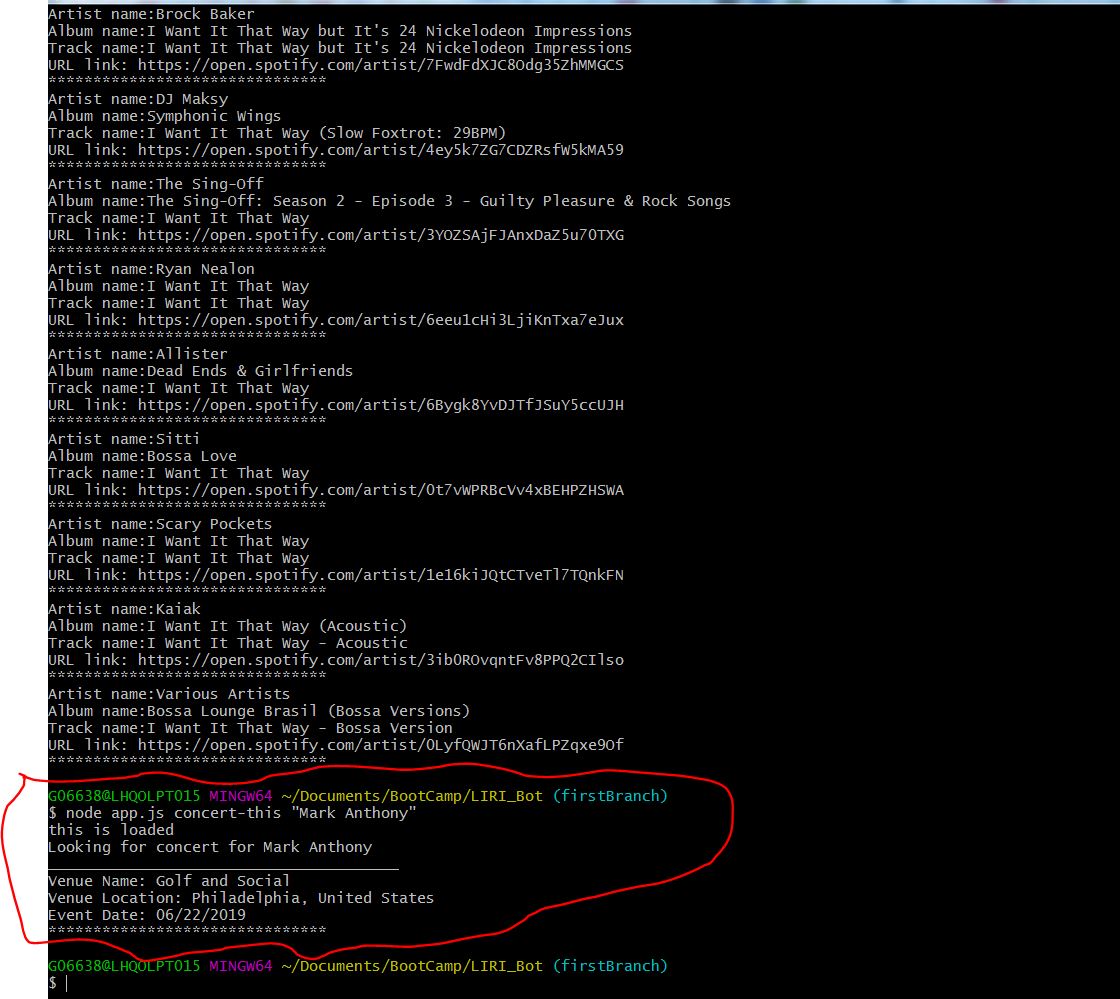 Artist name:Brock Baker
Album name:I Want It That Way but It's 24 Nickelodeon Impressions
Track name:I Want It That Way but It's 24 Nickelodeon Impressions
URL link: https://open.spotify.com/artist/7FwdFdXJC8Odg35ZhMMGCS
*******************************
Artist name:DJ Maksy
Album name:Symphonic Wings
Track name:I Want It That Way (Slow Foxtrot: 29BPM)
URL link: https://open.spotify.com/artist/4ey5k7ZG7CDZRsfW5kMA59
*******************************
Artist name:The Sing-Off
Album name:The Sing-Off: Season 2 - Episode 3 - Guilty Pleasure & Rock Songs
Track name:I Want It That Way
URL link: https://open.spotify.com/artist/3YOZSAjFJAnxDaZ5u70TXG
*******************************
Artist name:Ryan Nealon
Album name:I Want It That Way
Track name:I Want It That Way
URL link: https://open.spotify.com/artist/6eeu1cHi3LjiKnTxa7eJux
*******************************
Artist name:Allister
Album name:Dead Ends & Girlfriends
Track name:I Want It That Way
URL link: https://open.spotify.com/artist/6Bygk8YvDJTfJSuY5ccUJH
*******************************
Artist name:Sitti
Album name:Bossa Love
Track name:I Want It That Way
URL link: https://open.spotify.com/artist/0t7vWPRBcVv4xBEHPZHSWA
*******************************
Artist name:Scary Pockets
Album name:I Want It That Way
Track name:I Want It That Way
URL link: https://open.spotify.com/artist/1e16kiJQtCTveTl7TQnkFN
*******************************
Artist name:Kaiak
Album name:I Want It That Way (Acoustic)
Track name:I Want It That Way - Acoustic
URL link: https://open.spotify.com/artist/3ib0ROvqntFv8PPQ2CIlso
*******************************
Artist name:Various Artists
Album name:Bossa Lounge Brasil (Bossa Versions)
Track name:I Want It That Way - Bossa Version
URL link: https://open.spotify.com/artist/0LyfQWJT6nXafLPZqxe9Of
*******************************
G06638@LHQOLPT015 MINGW64 ~/Documents/BootCamp/LIRI_Bot (firstBranch)
$ node app.js concert-this "Mark Anthony"
this is loaded
Looking for concert for Mark Anthony
_______________________________________
Venue Name: Golf and Social
Venue Location: Philadelphia, United States
Event Date: 06/22/2019
*******************************
G06638@LHQOLPT015 MINGW64 ~/Documents/BootCamp/LIRI_Bot (firstBranch)
$